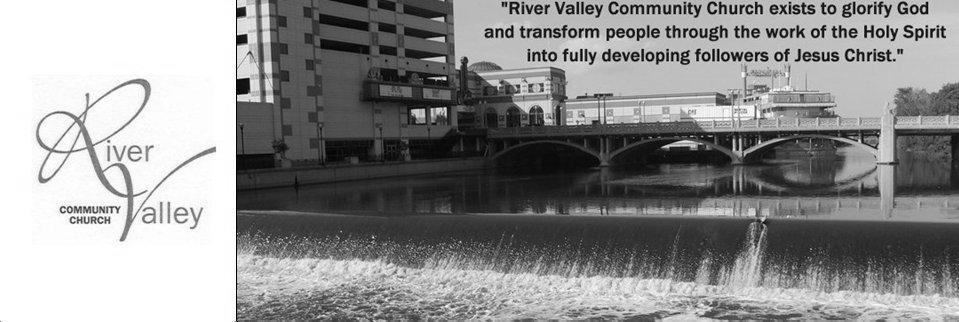 River
COMMUNITY
CHURCH
Valley
"River Valley Community Church exists to glorify God
and transform people through the work of the Holy Spirit
into fully developing followers of Jesus Christ."